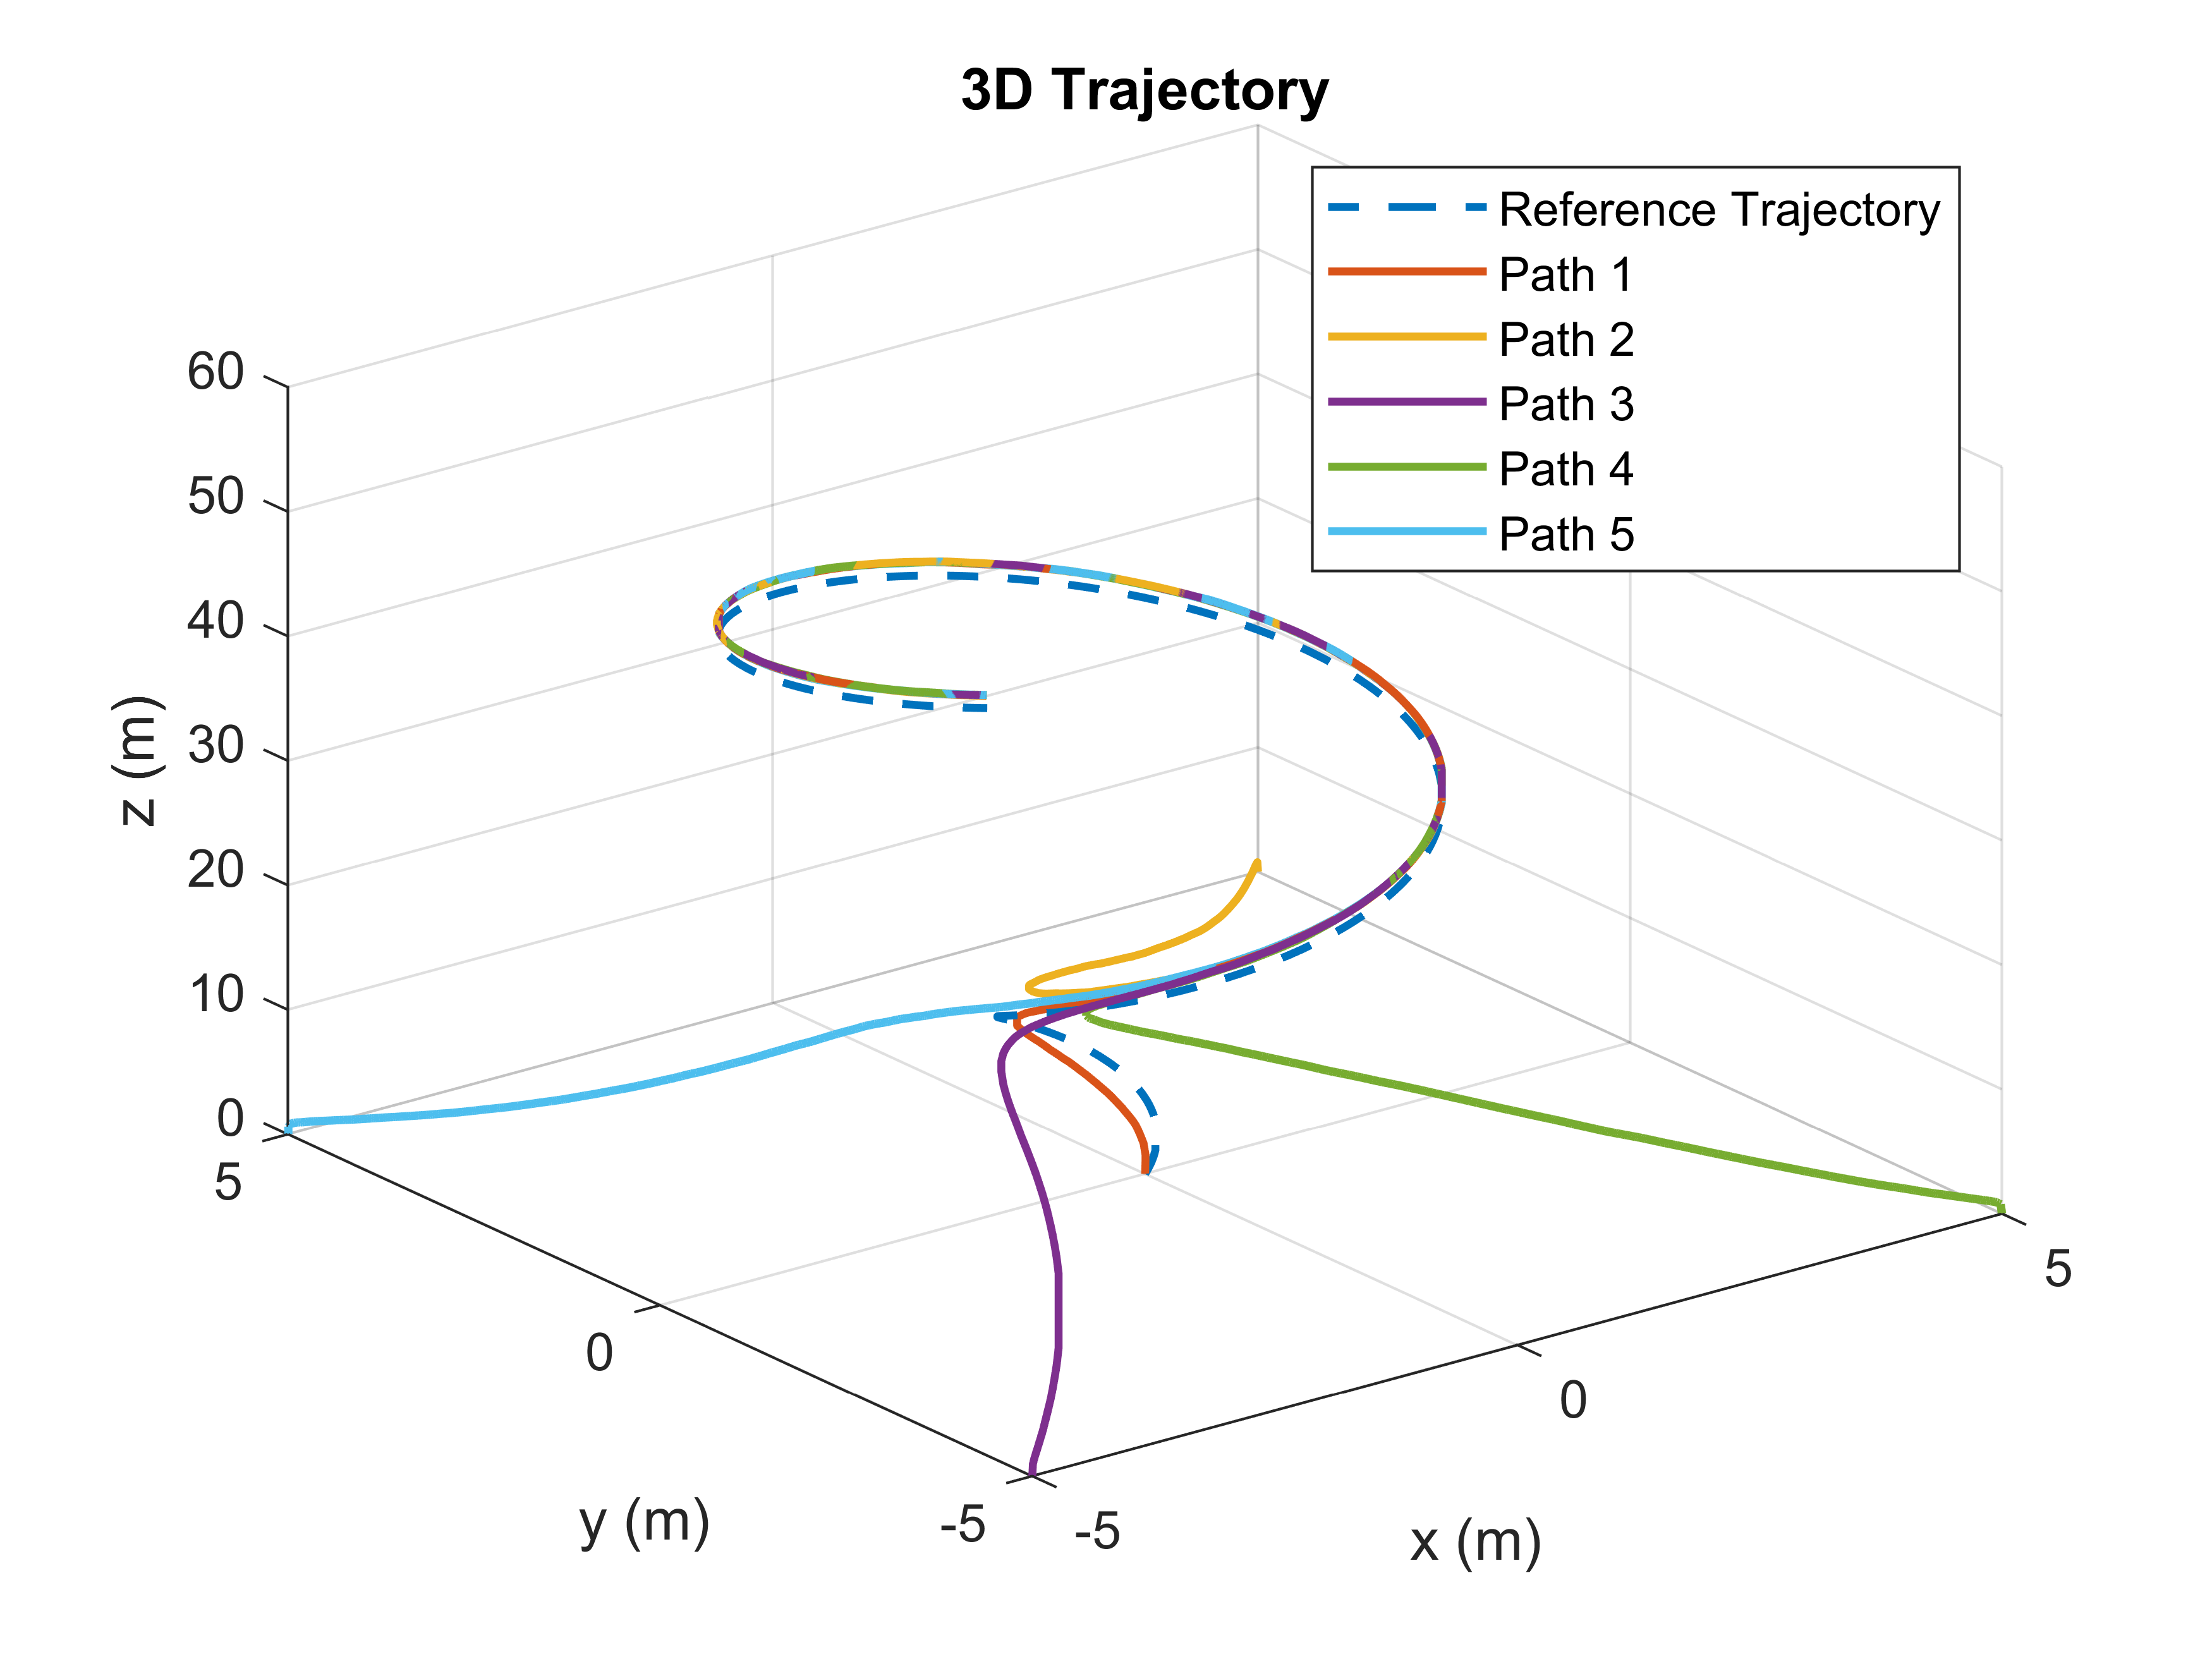 3D Trajectory
Reference Trajectory
Path 1
Path 2
Path 3
Path 4
Path 5
60
50
40
30
20
10
0
z (m)
5
0
-5
y (m)
-5
0
5
x (m)